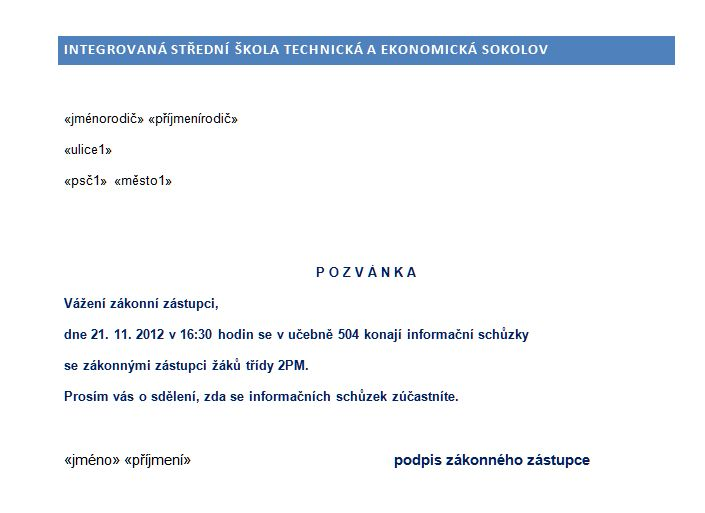 INTEGROVANÁ STŘEDNÍ ŠKOLA TECHNICKÁ A EKONOMICKÁ SOKOLOV
«jménorodič» «příjmenírodič»
«ulice1»
«psč1» «město1»
P O Z V Á N K A
Vážení zákonní zástupci,
dne 21. 11. 2012 v 16:30 hodin se v učebně 504 konají informační schůzky
se zákonnými zástupci žáků třídy 2PM.
Prosím vás o sdělení, zda se informačních schůzek zúčastníte.
«jméno» «příjmení» podpis zákonného zástupce